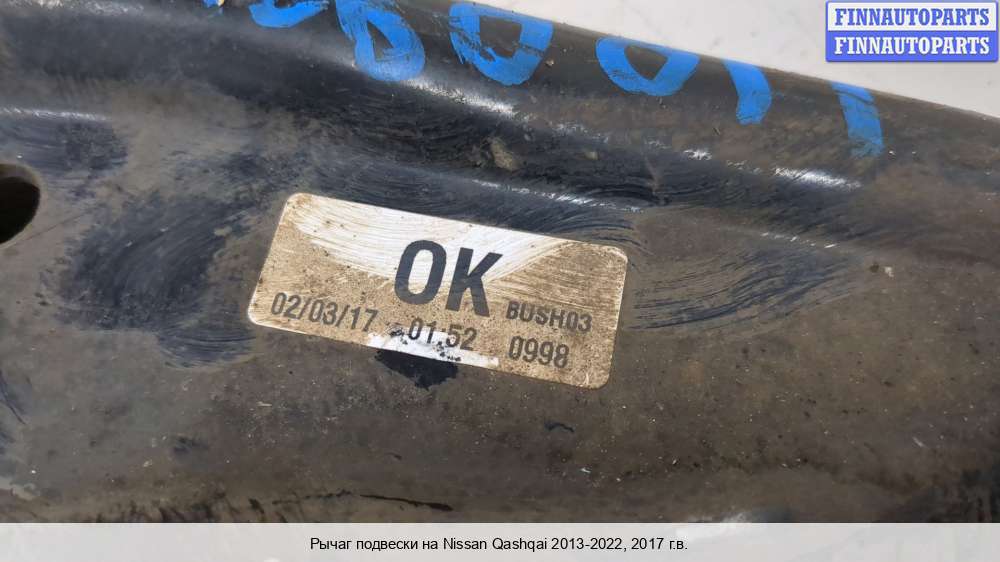 FINNAUTOPARTS
FINNAUTOPARTS
OK
BUSH03
02/03/17 01:52 0998
Рычаг подвески на Nissan Qashqai 2013-2022, 2017 г.в.